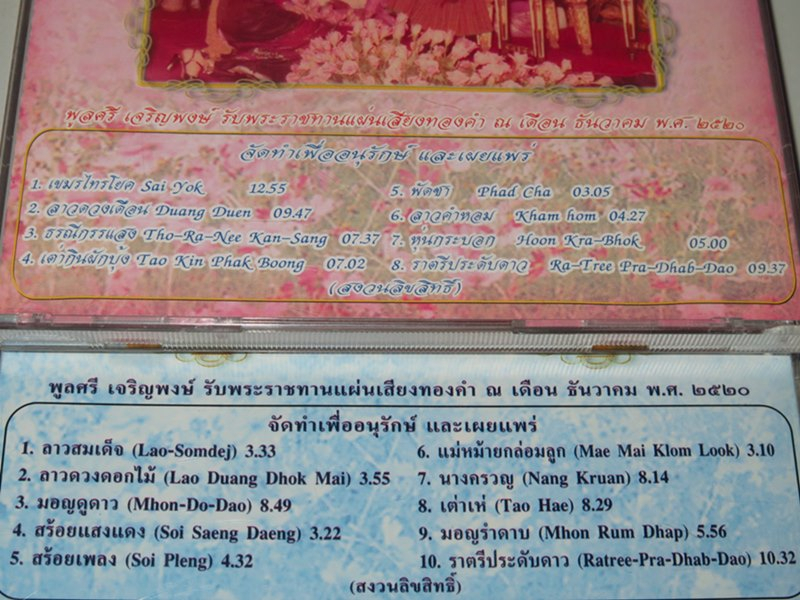 พูลศรี เจริญพงษ์ รับพระราชทานแผ่นเสียงทองคำ ณ เดือน ธันวาคม พ.ศ. ๒๕๒๐
จัดทำเพื่ออนุรักษ์ และเผยแพร่
1. เขมรไทรโยค Sai Yok 12.55
2. ลาวดวงเดือน Duang Duen 09.47
3. ธรณีกรรแสง Tho-Ra-Nee Kan-Sang 07.37
4. เต่ากินผักบุ้ง Tao Kin Phak Boong 07.02
5. พัดชา Phad Cha 03.05
6. ลาวคำหอม Kham hom 04.27
7. หุ่นกระบอก Hoon Kra-Bhok 05.00
8. ราตรีประดับดาว Ra-Tree Pra-Dhab-Dao 09.37
(สงวนลิขสิทธิ์)
พูลศรี เจริญพงษ์ รับพระราชทานแผ่นเสียงทองคำ ณ เดือน ธันวาคม พ.ศ. ๒๕๒๐
จัดทำเพื่ออนุรักษ์ และเผยแพร่
1. ลาวสมเด็จ (Lao-Somdej) 3.33
2. ลาวดวงดอกไม้ (Lao Duang Dhok Mai) 3.55
3. มอญดูดาว (Mhon-Do-Dao) 8.49
4. สร้อยแสงแดง (Soi Saeng Daeng) 3.22
5. สร้อยเพลง (Soi Pleng) 4.32
6. แม่หม้ายกล่อมลูก (Mae Mai Klom Look) 3.10
7. นางครวญ (Nang Kruan) 8.14
8. เต่าเห่ (Tao Hae) 8.29
9. มอญรำดาบ (Mhon Rum Dhap) 5.56
10. ราตรีประดับดาว (Ratree-Pra-Dhab-Dao) 10.32
(สงวนลิขสิทธิ์)